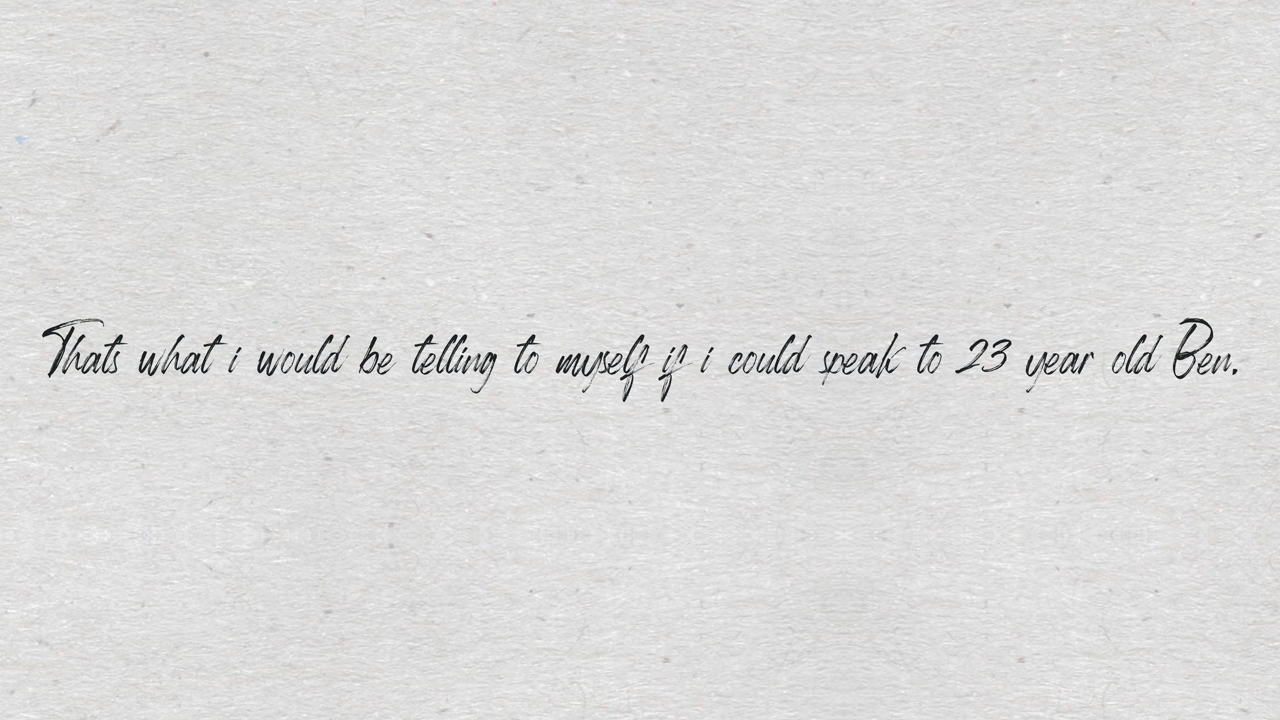 Thats what i would be telling to myself if i could speak to 23 year old Ben.